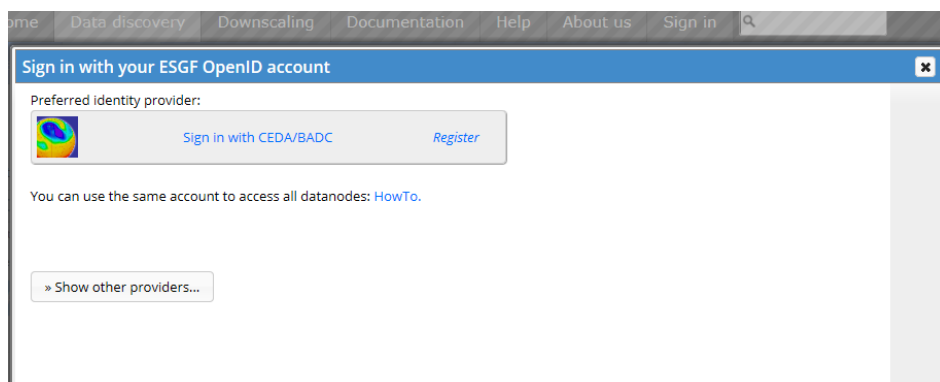 ome Data discovery Downscaling Documentation Help About us Sign in
Sign in with your ESGF OpenID account
Preferred identity provider:
Sign in with CEDA/BADC Register
You can use the same account to access all datanodes: HowTo.
» Show other providers...